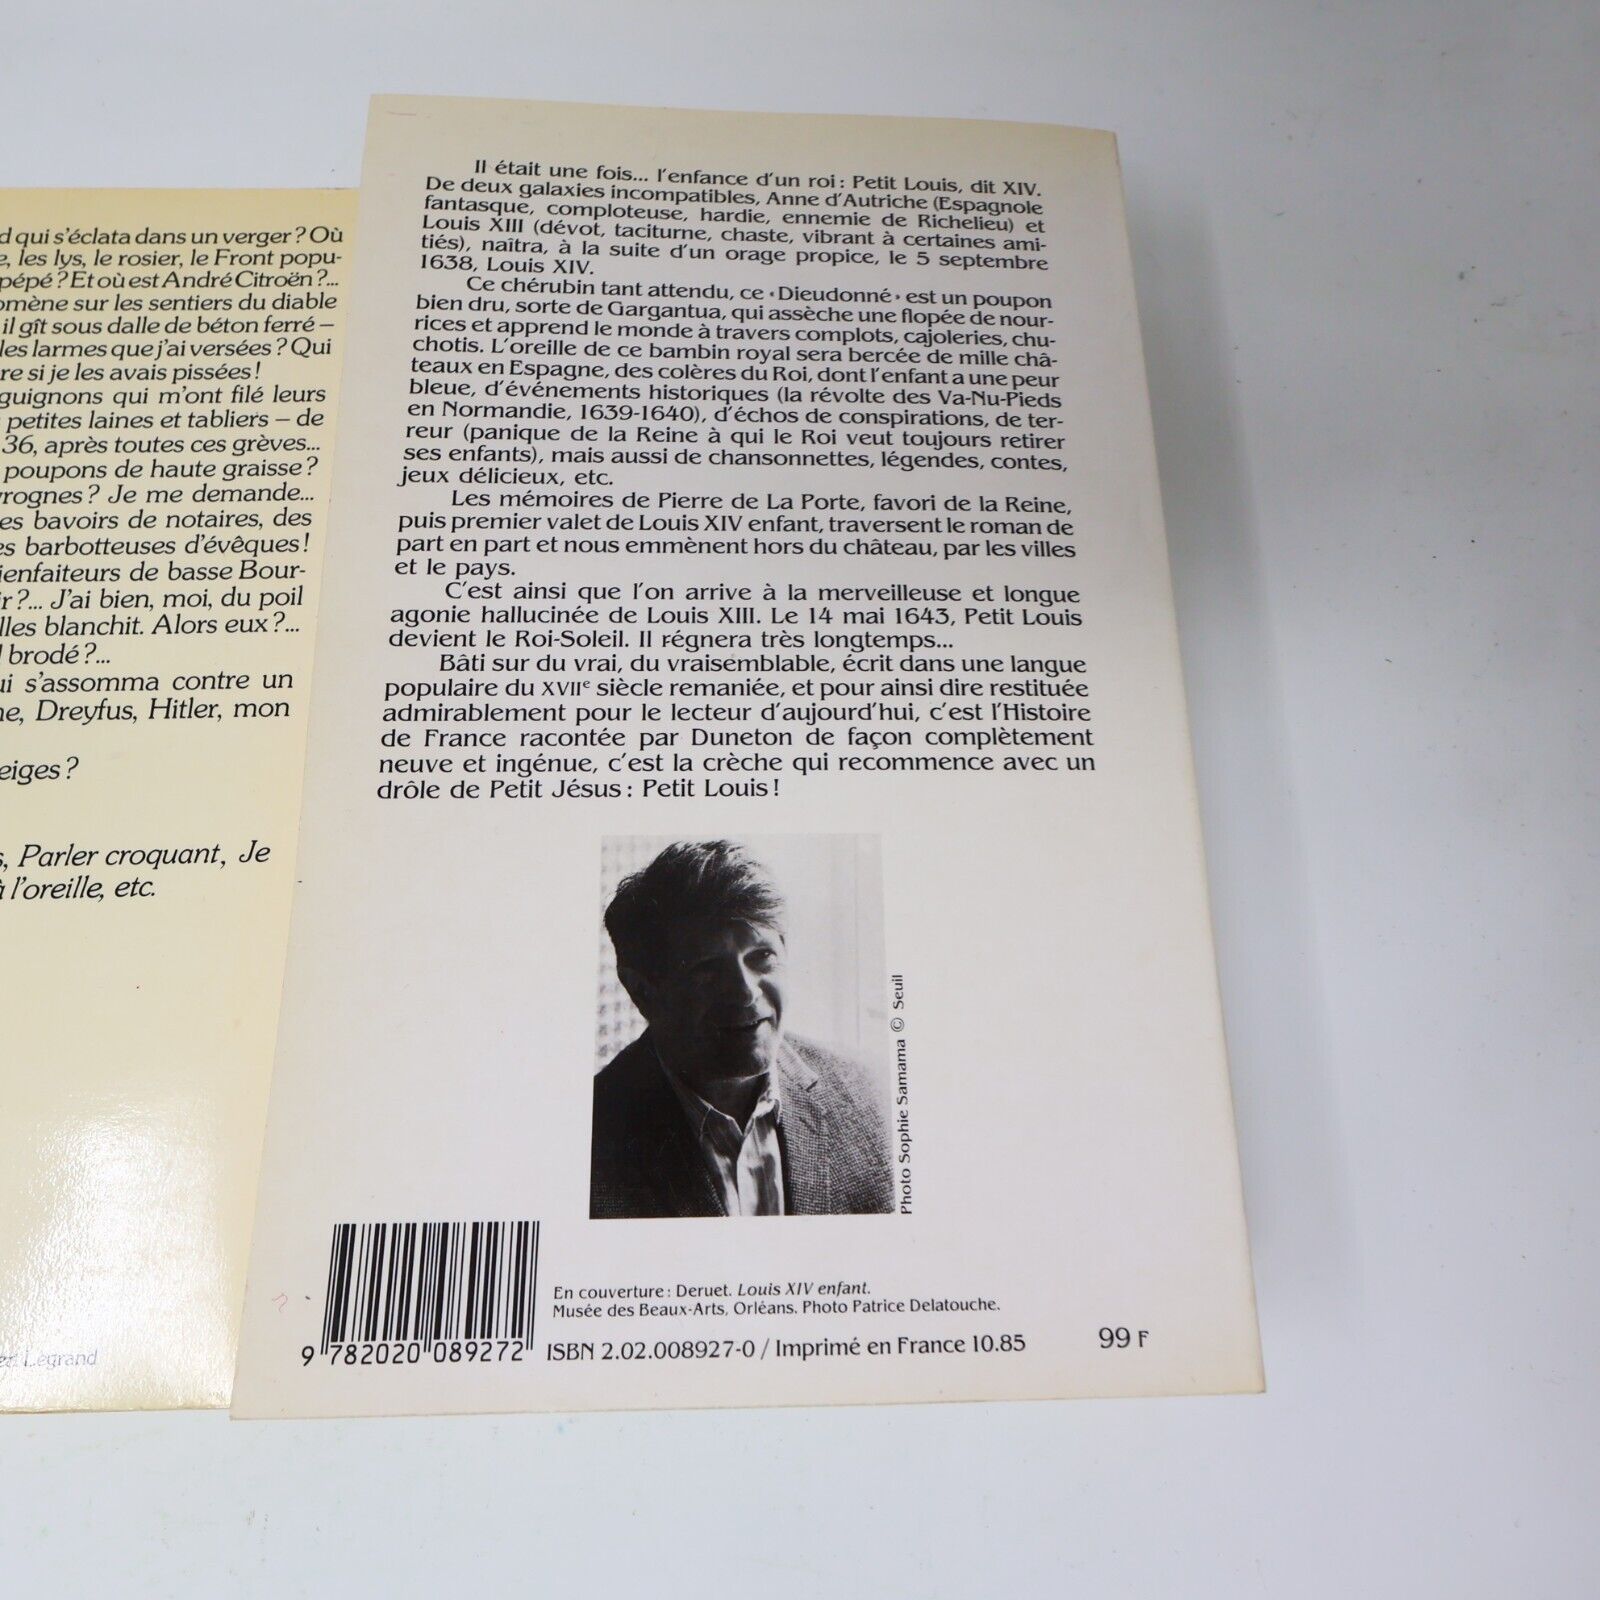 d qui s'éclata dans un verger ? Où
e, les lys, le rosier, le Front popu-
pépé ? Et où est André Citroën ?...
omène sur les sentiers du diable
il gît sous dalle de béton ferré –
les larmes que j'ai versées ? Qui
re si je les avais pissées !
guignons qui m'ont filé leurs
petites laines et tabliers – de
36, après toutes ces grèves...
poupons de haute graisse ?
vrognes ? Je me demande...
es bavoirs de notaires, des
es barbotteuses d'évêques !
ienfaiteurs de basse Bour-
ir ?... J'ai bien, moi, du poil
lles blanchit. Alors eux ?...
l brodé ?...
ui s'assomma contre un
ne, Dreyfus, Hitler, mon
eiges ?
s, Parler croquant, Je
à l'oreille, etc.
Legrand
Il était une fois... l'enfance d'un roi : Petit Louis, dit XIV.
De deux galaxies incompatibles, Anne d'Autriche (Espagnole
fantasque, comploteuse, hardie, ennemie de Richelieu) et
Louis XIII (dévot, taciturne, chaste, vibrant à certaines ami-
tiés), naîtra, à la suite d'un orage propice, le 5 septembre
1638, Louis XIV.
Ce chérubin tant attendu, ce «Dieudonné» est un poupon
bien dru, sorte de Gargantua, qui assèche une flopée de nour-
rices et apprend le monde à travers complots, cajoleries, chu-
chotis. L'oreille de ce bambin royal sera bercée de mille châ-
teaux en Espagne, des colères du Roi, dont l'enfant a une peur
bleue, d'événements historiques (la révolte des Va-Nu-Pieds
en Normandie, 1639-1640), d'échos de conspirations, de ter-
reur (panique de la Reine à qui le Roi veut toujours retirer
ses enfants), mais aussi de chansonnettes, légendes, contes,
jeux délicieux, etc.
Les mémoires de Pierre de La Porte, favori de la Reine,
puis premier valet de Louis XIV enfant, traversent le roman de
part en part et nous emmènent hors du château, par les villes
et le pays.
C'est ainsi que l'on arrive à la merveilleuse et longue
agonie hallucinée de Louis XIII. Le 14 mai 1643, Petit Louis
devient le Roi-Soleil. Il régnera très longtemps...
Bâti sur du vrai, du vraisemblable, écrit dans une langue
populaire du XVIIe siècle remaniée, et pour ainsi dire restituée
admirablement pour le lecteur d'aujourd'hui, c'est l'Histoire
de France racontée par Duneton de façon complètement
neuve et ingénue, c'est la crèche qui recommence avec un
drôle de Petit Jésus : Petit Louis !
Photo Sophie Samama © Seuil
En couverture : Deruet. Louis XIV enfant.
Musée des Beaux-Arts, Orléans. Photo Patrice Delatouche.
9 782020 089272
ISBN 2.02.008927-0 / Imprimé en France 10.85
99 F